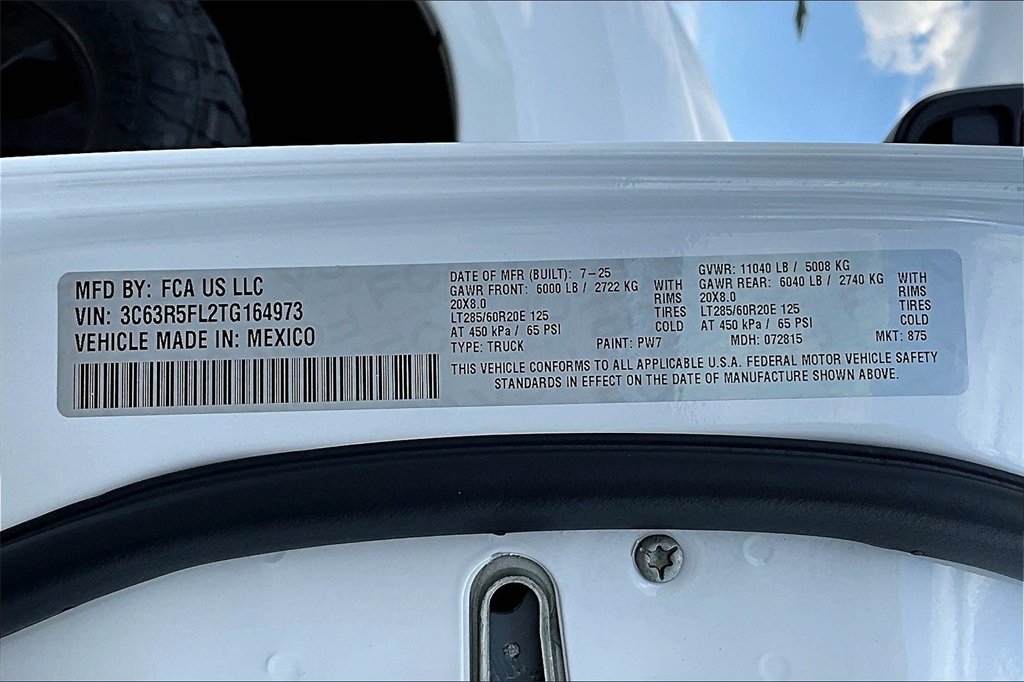 MFD BY: FCA US LLC
VIN: 3C63R5FL2TG164973
VEHICLE MADE IN: MEXICO
DATE OF MFR (BUILT): 7-25
GAWR FRONT: 6000 LB / 2722 KG WITH
20X8.0 RIMS
LT285/60R20E 125 TIRES
AT 450 kPa / 65 PSI COLD
TYPE: TRUCK PAINT: PW7
GVWR: 11040 LB / 5008 KG
GAWR REAR: 6040 LB / 2740 KG WITH
20X8.0 RIMS
LT285/60R20E 125 TIRES
AT 450 kPa / 65 PSI COLD
MDH: 072815 MKT: 875
THIS VEHICLE CONFORMS TO ALL APPLICABLE U.S.A. FEDERAL MOTOR VEHICLE SAFETY
STANDARDS IN EFFECT ON THE DATE OF MANUFACTURE SHOWN ABOVE.